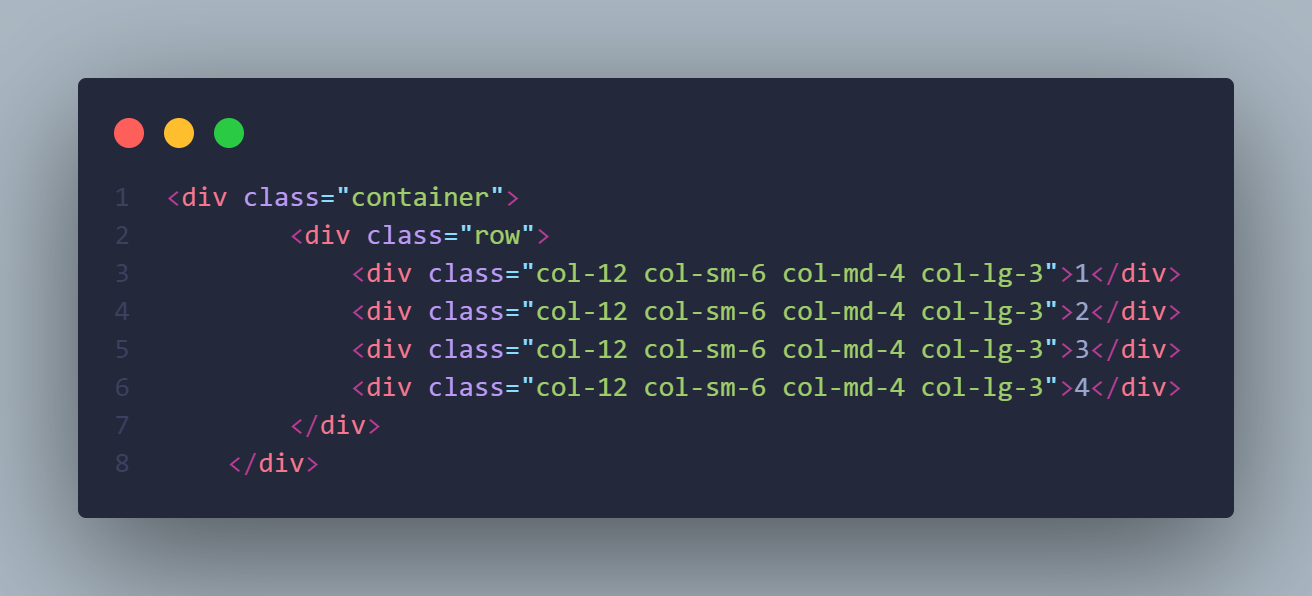 1 <div class="container">
2         <div class="row">
3             <div class="col-12 col-sm-6 col-md-4 col-lg-3">1</div>
4             <div class="col-12 col-sm-6 col-md-4 col-lg-3">2</div>
5             <div class="col-12 col-sm-6 col-md-4 col-lg-3">3</div>
6             <div class="col-12 col-sm-6 col-md-4 col-lg-3">4</div>
7         </div>
8     </div>